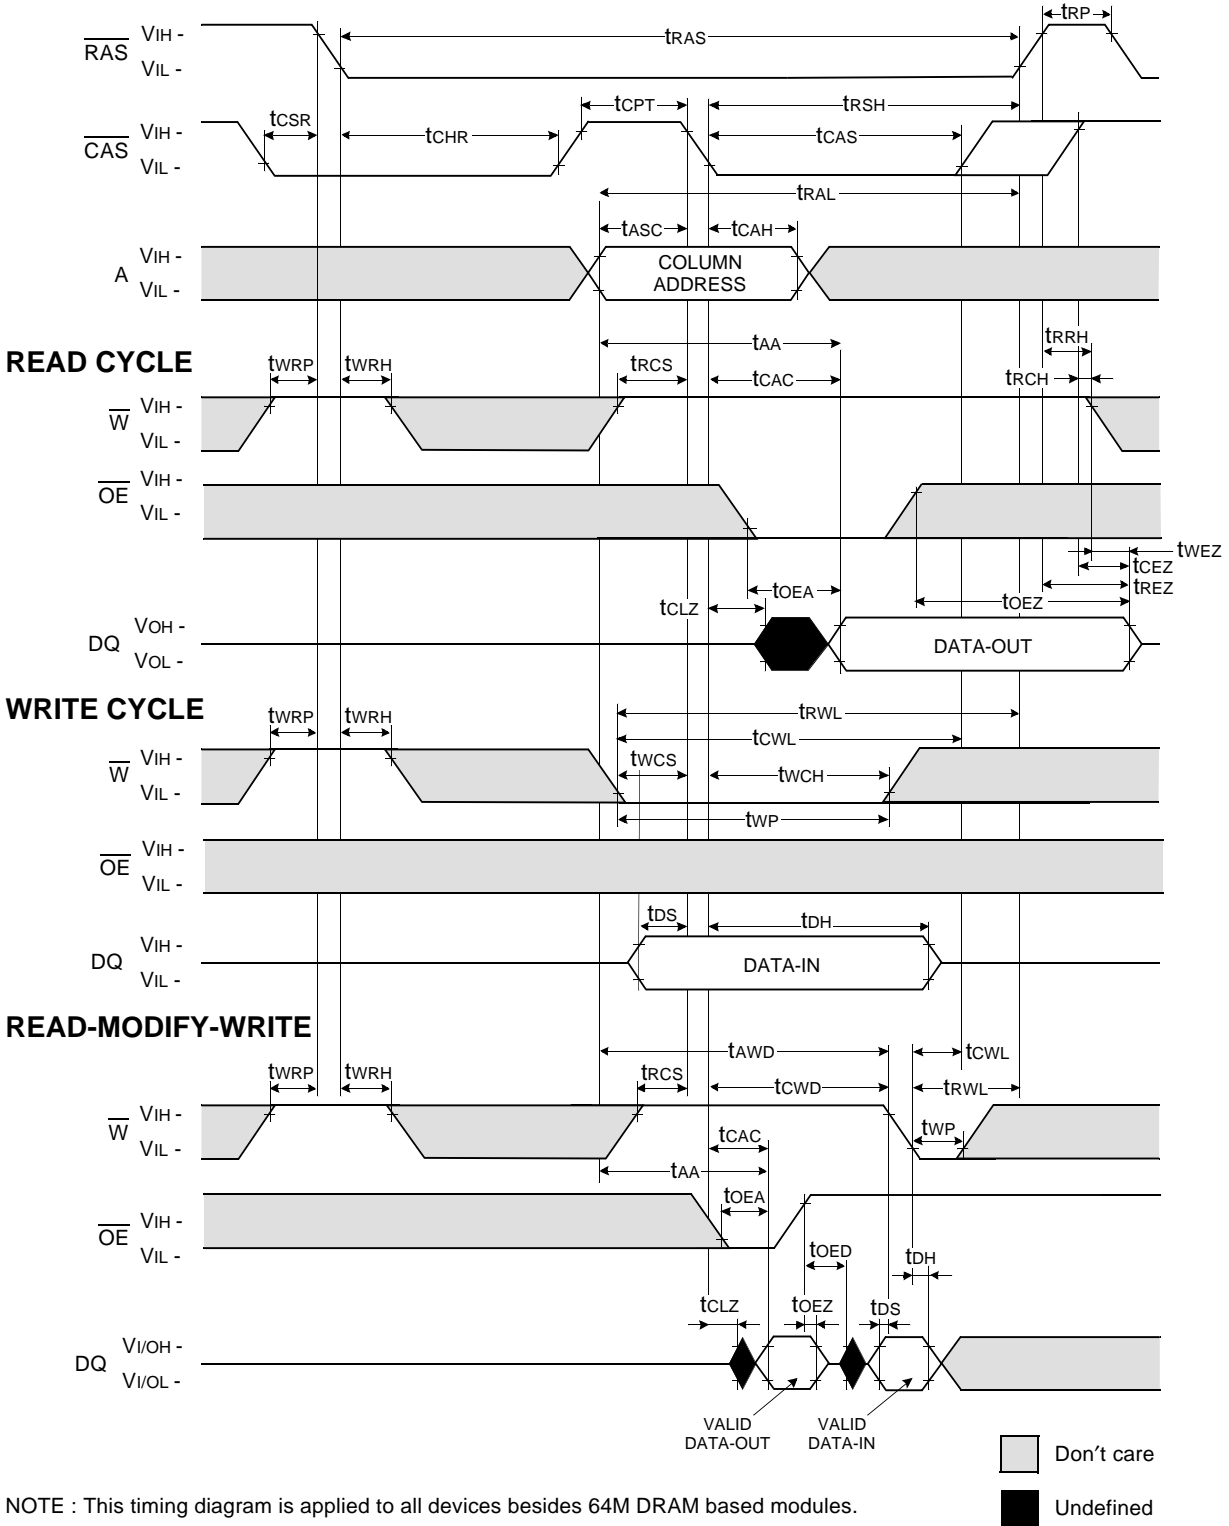 tRP
RAS VIH -
VIL -
tRAS
tCSR
tCPT
tRSH
CAS VIH -
VIL -
tCHR
tCAS
tRAL
tASC
tCAH
A VIH -
VIL -
COLUMN
ADDRESS
READ CYCLE
tWRP
tWRH
tRCS
tAA
tCAC
tRRH
tRCH
W VIH -
VIL -
OE VIH -
VIL -
tWEZ
tCEZ
tREZ
tOEA
tOEZ
tCLZ
DQ VOH -
VOL -
DATA-OUT
WRITE CYCLE
tWRP
tWRH
tRWL
tCWL
tWCS
tWCH
tWP
W VIH -
VIL -
OE VIH -
VIL -
tDS
tDH
DQ VIH -
VIL -
DATA-IN
READ-MODIFY-WRITE
tWRP
tWRH
tRCS
tAWD
tCWD
tCWL
tRWL
tWP
W VIH -
VIL -
tCAC
tAA
tOEA
OE VIH -
VIL -
tOED
tDH
tCLZ
tOEZ
tDS
DQ VI/OH -
VI/OL -
VALID
DATA-OUT
VALID
DATA-IN
Don′t care
Undefined
NOTE : This timing diagram is applied to all devices besides 64M DRAM based modules.